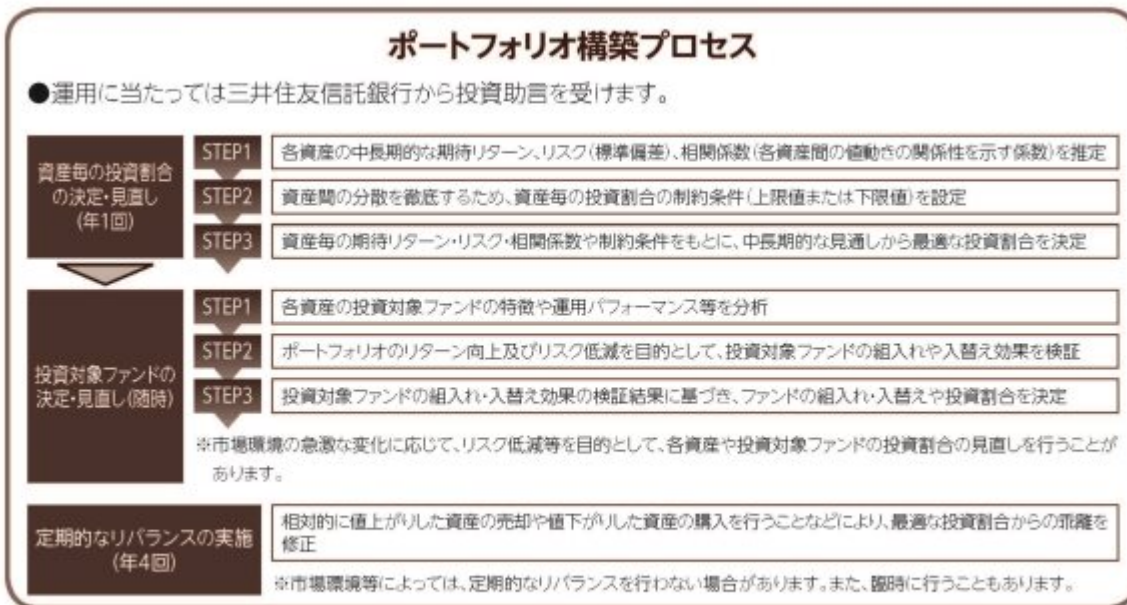 ポートフォリオ構築プロセス
●運用に当たっては三井住友信託銀行から投資助言を受けます。
資産毎の投資割合
の決定・見直し
(年1回)
STEP1
各資産の中長期的な期待リターン、リスク(標準偏差)、相関係数(各資産間の値動きの関係性を示す係数)を推定
STEP2
資産間の分散を徹底するため、資産毎の投資割合の制約条件(上限値または下限値)を設定
STEP3
資産毎の期待リターン・リスク・相関係数や制約条件をもとに、中長期的な見通しから最適な投資割合を決定
投資対象ファンドの
決定・見直し(随時)
STEP1
各資産の投資対象ファンドの特徴や運用パフォーマンス等を分析
STEP2
ポートフォリオのリターン向上及びリスク低減を目的として、投資対象ファンドの組入れや入替え効果を検証
STEP3
投資対象ファンドの組入れ・入替え効果の検証結果に基づき、ファンドの組入れ・入替えや投資割合を決定
※市場環境の急激な変化に応じて、リスク低減等を目的として、各資産や投資対象ファンドの投資割合の見直しを行うことが
あります。
定期的なリバランスの実施
(年4回)
相対的に値上がりした資産の売却や値下がりした資産の購入を行うことなどにより、最適な投資割合からの乖離を
修正
※市場環境等によっては、定期的なリバランスを行わない場合があります。また、臨時に行うこともあります。